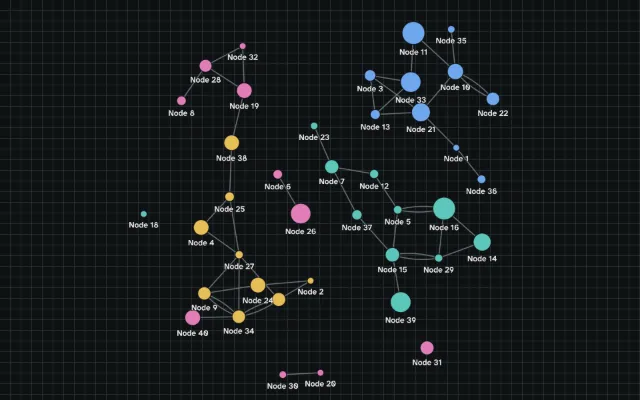 Node 11
Node 35
Node 32
Node 28
Node 3
Node 10
Node 33
Node 8
Node 19
Node 22
Node 13
Node 21
Node 23
Node 38
Node 1
Node 7
Node 6
Node 12
Node 36
Node 25
Node 5
Node 18
Node 26
Node 37
Node 16
Node 4
Node 14
Node 27
Node 15
Node 29
Node 2
Node 24
Node 9
Node 39
Node 40
Node 34
Node 31
Node 30
Node 20